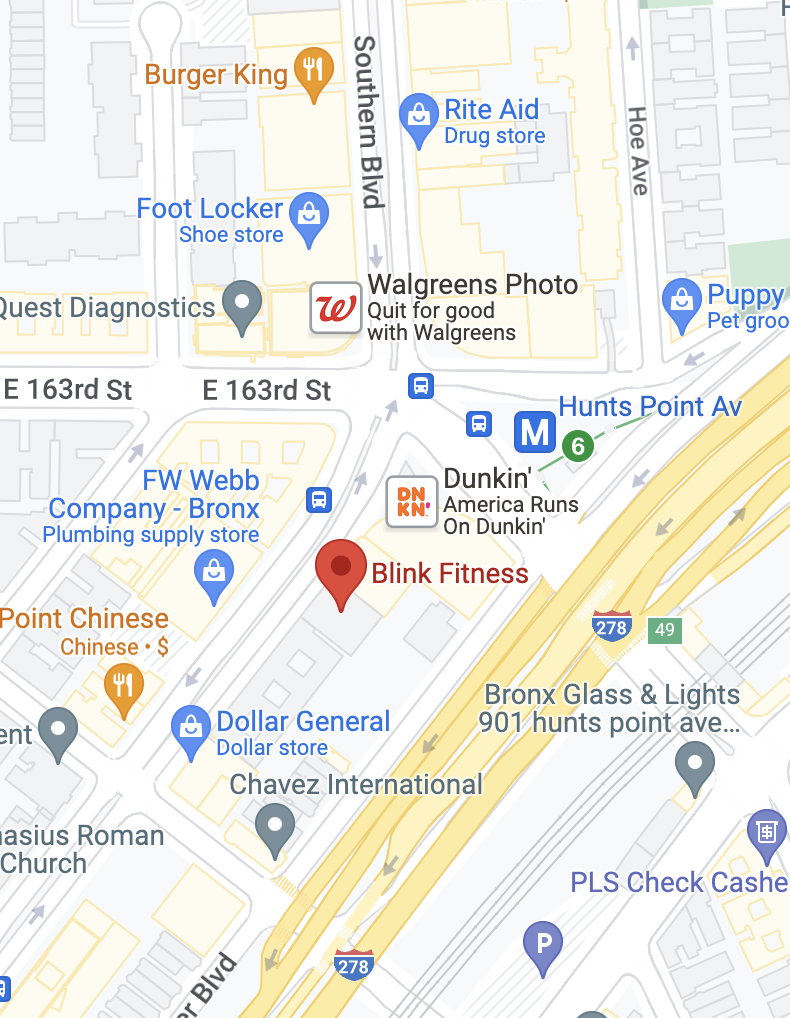 Burger King
Southern Blvd
Rite Aid
Drug store
Hoe Ave
Foot Locker
Shoe store
Quest Diagnostics
Walgreens Photo
Quit for good
with Walgreens
Puppy
Pet groo
E 163rd St
E 163rd St
Hunts Point Av
M
6
FW Webb
Company - Bronx
Plumbing supply store
DN
KN'
Dunkin'
America Runs
On Dunkin'
Blink Fitness
Point Chinese
Chinese • $
278
49
Bronx Glass & Lights
901 hunts point ave...
ent
Dollar General
Dollar store
Chavez International
nasius Roman
Church
PLS Check Cashe
P
278
er Blvd